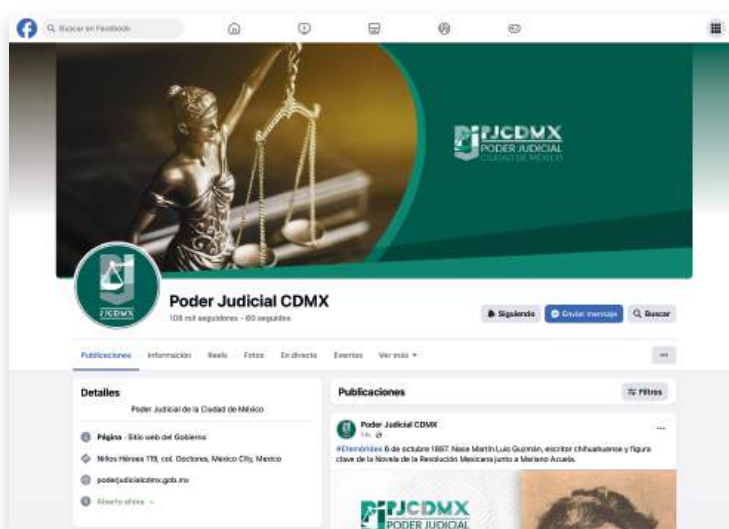 Buscar en Facebook
PJCDMX
PODER JUDICIAL
CIUDAD DE MÉXICO
PJCDMX
Poder Judicial CDMX
108 mil seguidores • 60 seguidos
Siguiendo
Enviar mensaje
Buscar
Publicaciones Información Reels Fotos En directo Eventos Ver más
Detalles
Poder Judicial de la Ciudad de México
Página · Sitio web del Gobierno
Niños Héroes 119, col. Doctores, Mexico City, Mexico
poderjudicialcdmx.gob.mx
Abierto ahora
Publicaciones
Filtros
Poder Judicial CDMX
1 h
#Efemérides 6 de octubre 1887. Nace Martín Luis Guzmán, escritor chihuahuense y figura
clave de la Novela de la Revolución Mexicana junto a Mariano Azuela.
PJCDMX
PODER JUDICIAL